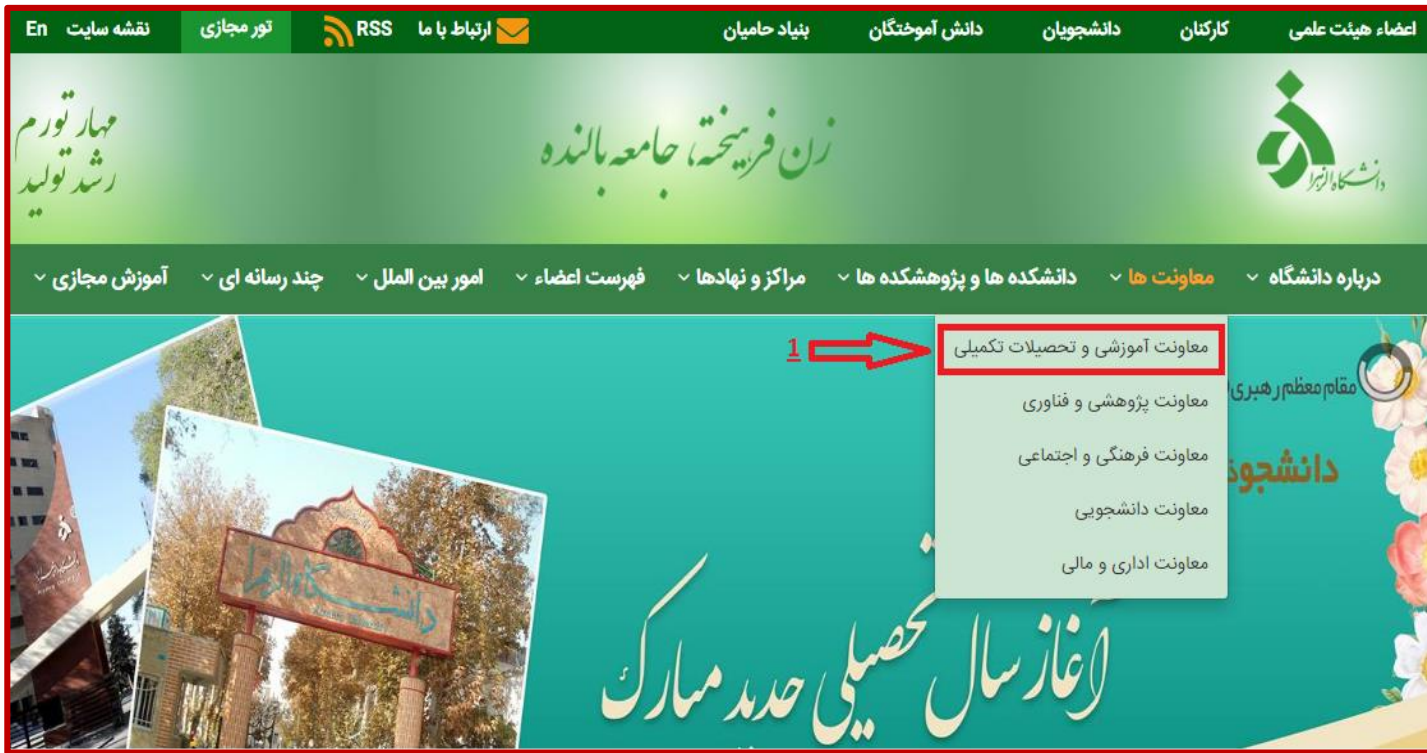 اعضاء هیئت علمی کارکنان دانشجویان دانش آموختگان بنیاد حامیان ارتباط با ما RSS تور مجازی نقشه سایت En
دانشگاه الزهرا
زن فرهیخته، جامعه بالنده
مهار تورم
رشد تولید
درباره دانشگاه معاونت ها دانشکده ها و پژوهشکده ها مراکز و نهادها فهرست اعضاء امور بین الملل چند رسانه ای آموزش مجازی
معاونت آموزشی و تحصیلات تکمیلی
1
معاونت پژوهشی و فناوری
معاونت فرهنگی و اجتماعی
معاونت دانشجویی
معاونت اداری و مالی
مقام معظم رهبری
آغاز سال تحصیلی جدید مبارک
دانشگاه الزهرا